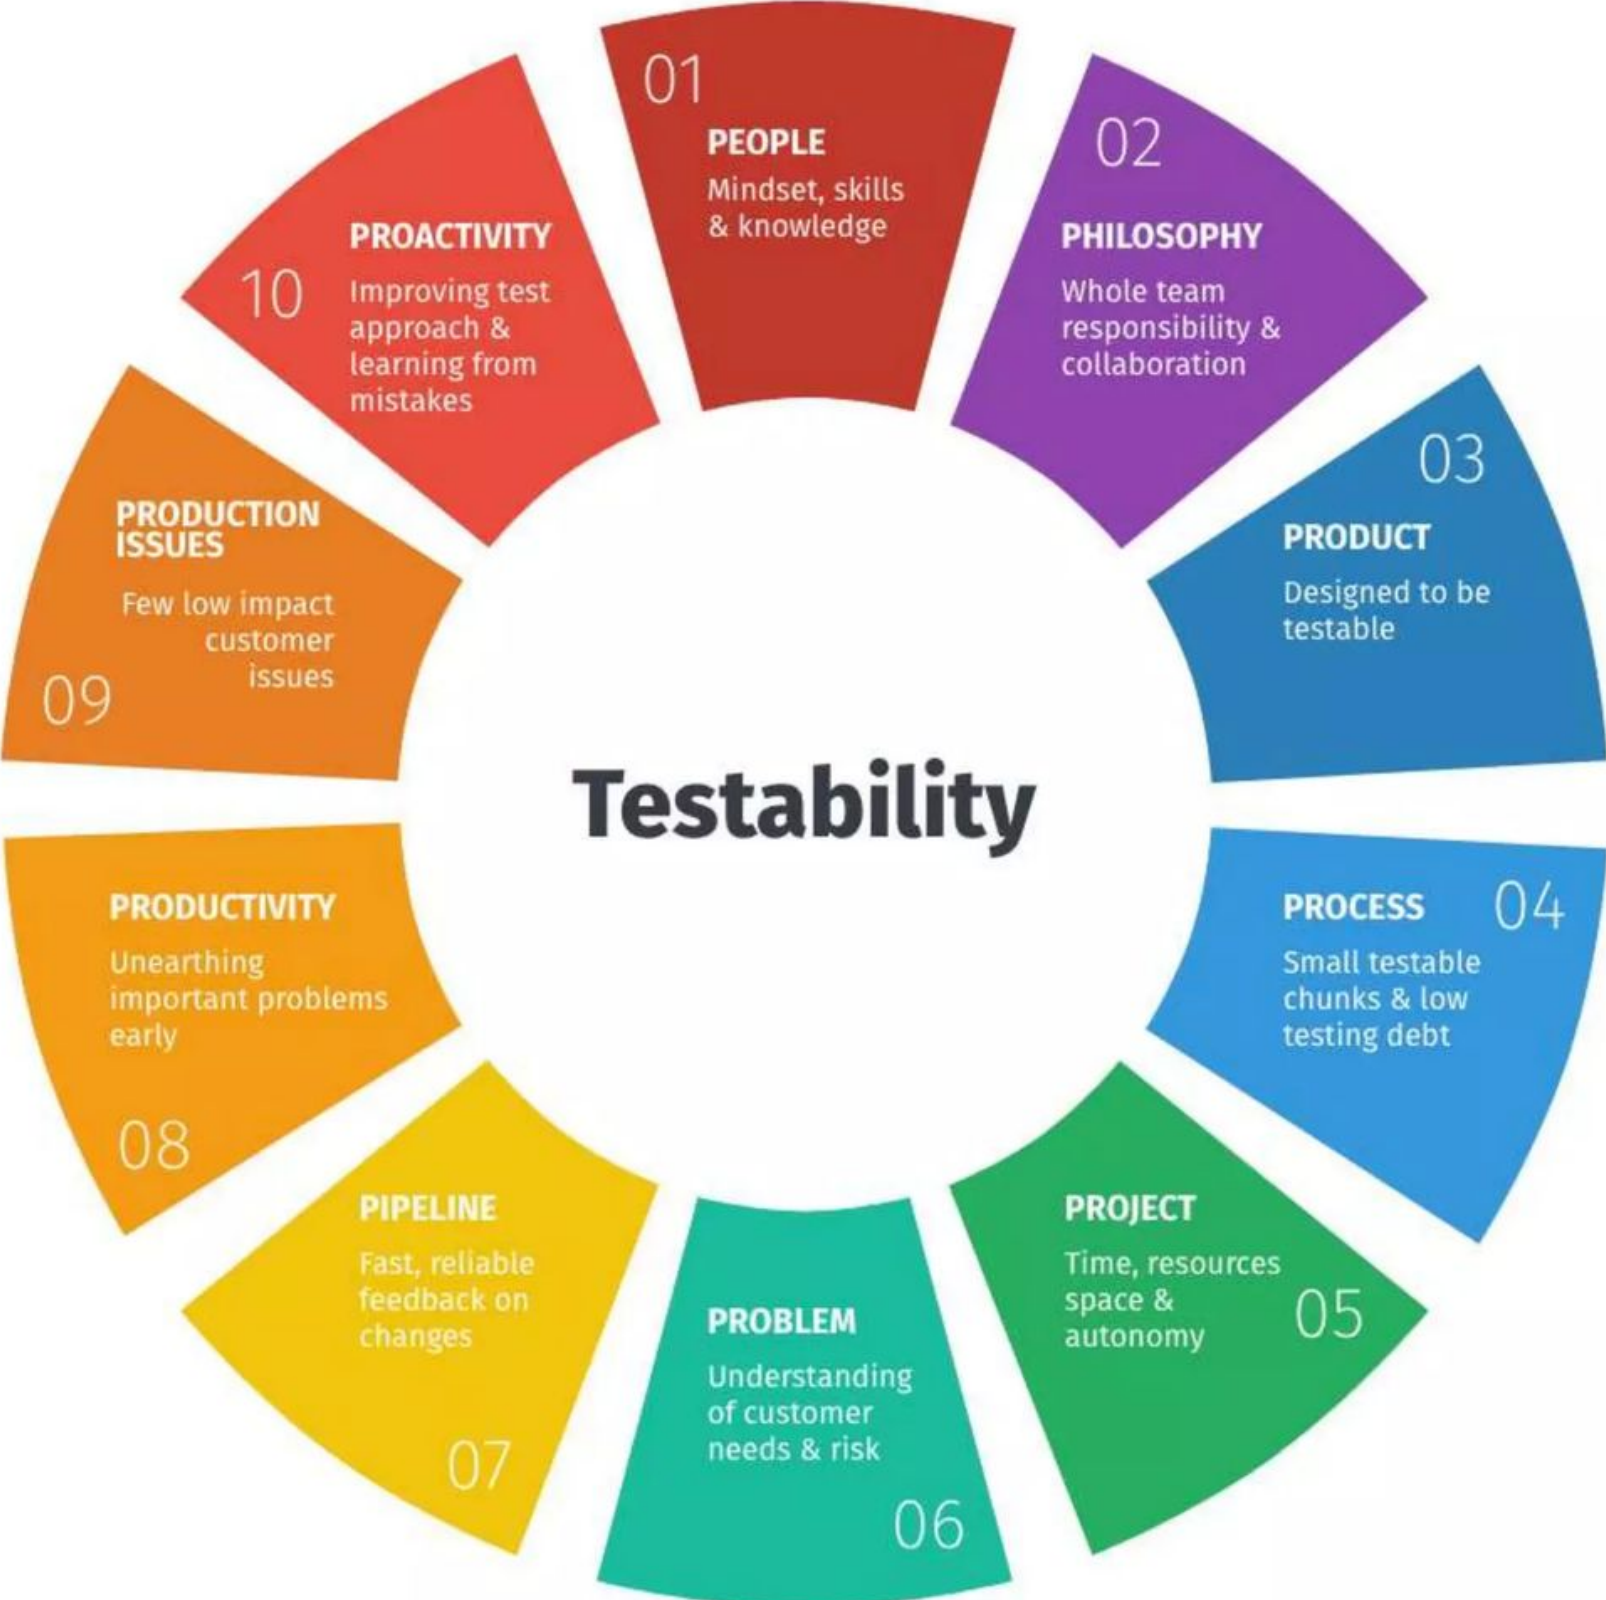 01
PEOPLE
Mindset, skills
& knowledge
02
PHILOSOPHY
Whole team
responsibility &
collaboration
03
PRODUCT
Designed to be
testable
04
PROCESS
Small testable
chunks & low
testing debt
05
PROJECT
Time, resources
space &
autonomy
06
PROBLEM
Understanding
of customer
needs & risk
07
PIPELINE
Fast, reliable
feedback on
changes
08
PRODUCTIVITY
Unearthing
important problems
early
09
PRODUCTION
ISSUES
Few low impact
customer
issues
10
PROACTIVITY
Improving test
approach &
learning from
mistakes
Testability